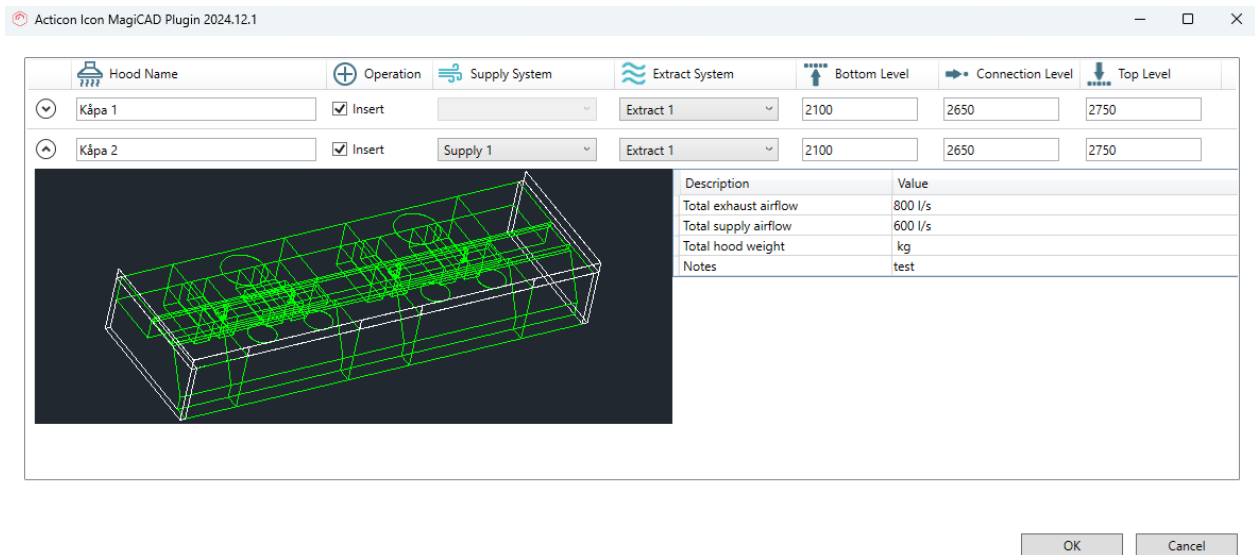 Acticon Icon MagiCAD Plugin 2024.12.1
Hood Name Operation Supply System Extract System Bottom Level Connection Level Top Level
Kåpa 1 Insert Extract 1 2100 2650 2750
Kåpa 2 Insert Supply 1 Extract 1 2100 2650 2750
Description Value
Total exhaust airflow 800 l/s
Total supply airflow 600 l/s
Total hood weight kg
Notes test
OK Cancel